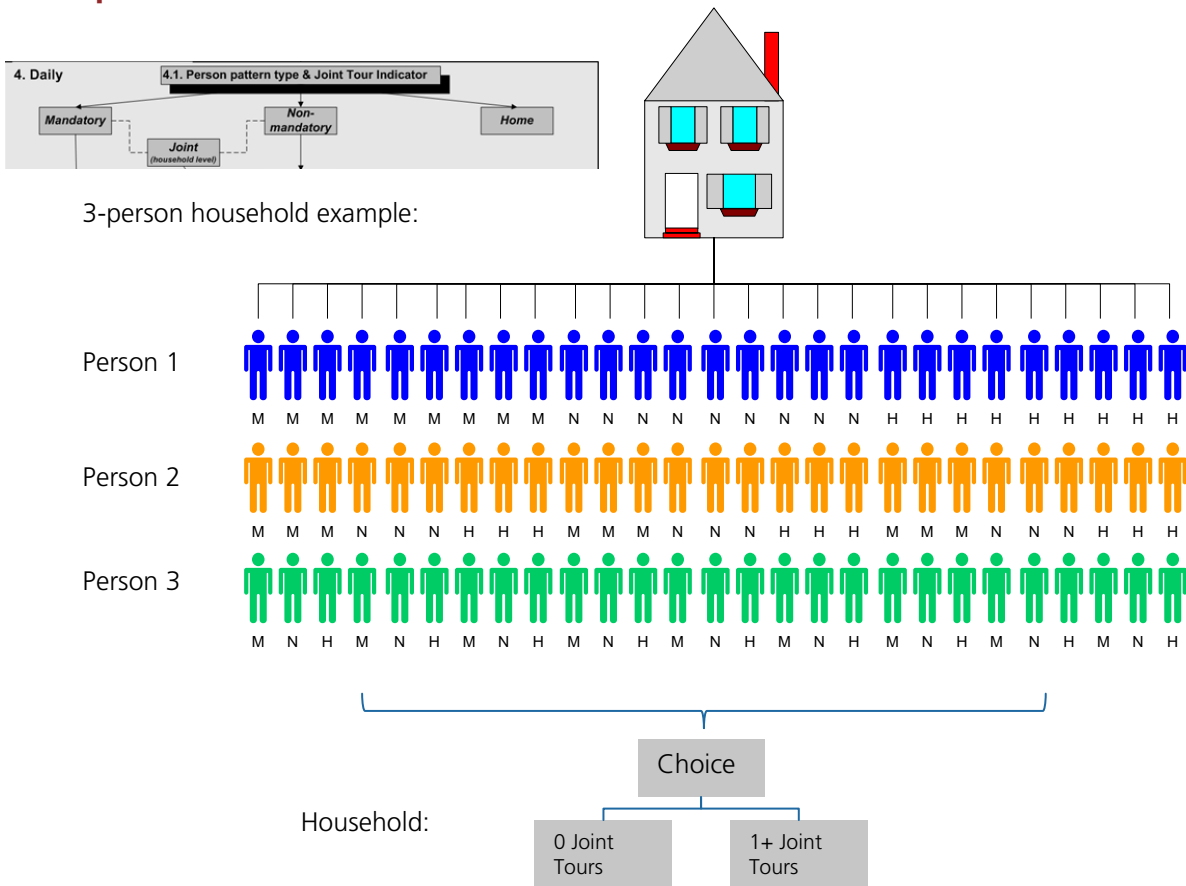 4. Daily
4.1. Person pattern type & Joint Tour Indicator
Mandatory
Non-
mandatory
Home
Joint
(household level)
3-person household example:
Person 1
M M M M M M M M M N N N N N N N N N H H H H H H H H H
Person 2
M M M N N N H H H M M M N N N H H H M M M N N N H H H
Person 3
M N H M N H M N H M N H M N H M N H M N H M N H M N H
Choice
Household:
0 Joint
Tours
1+ Joint
Tours